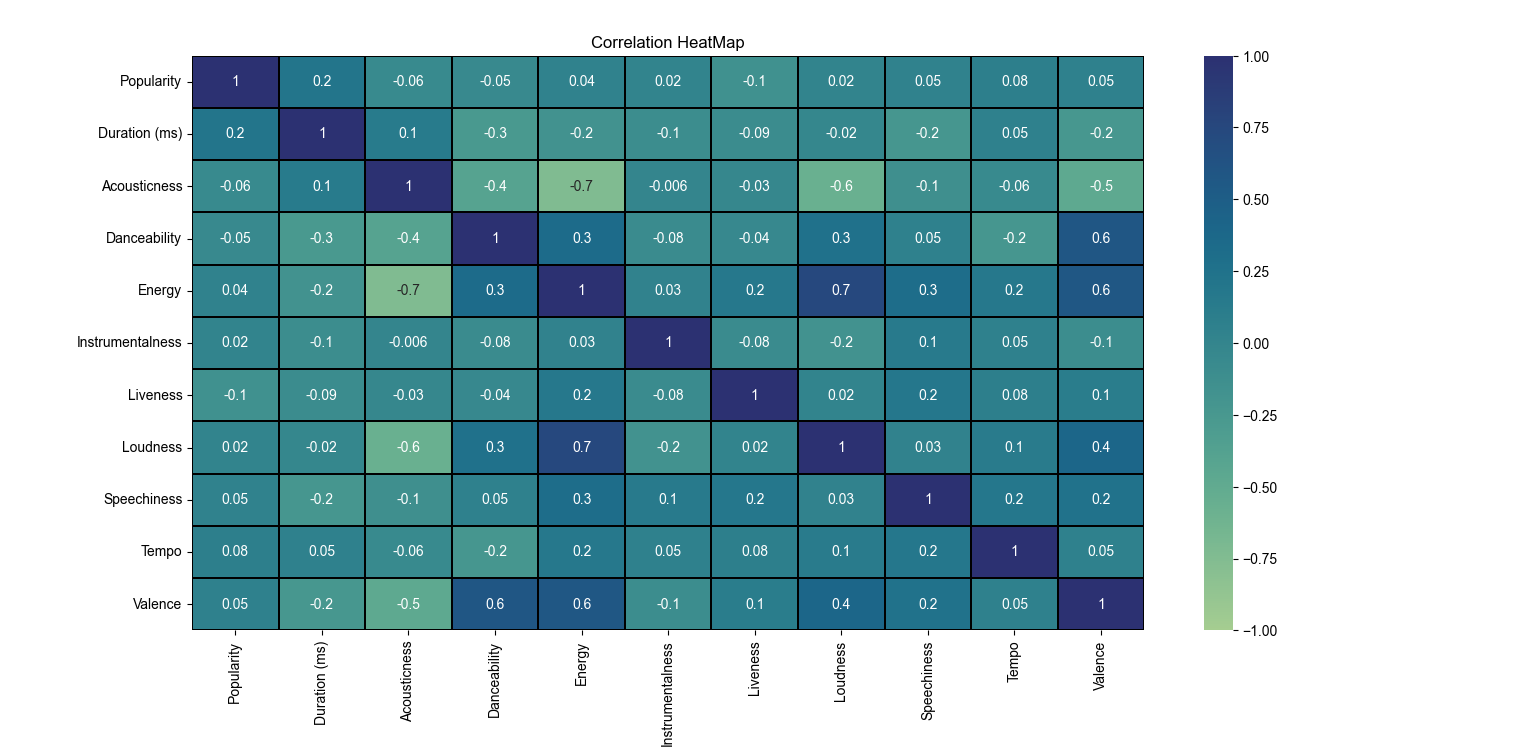 Correlation HeatMap
Popularity 1 0.2 -0.06 -0.05 0.04 0.02 -0.1 0.02 0.05 0.08 0.05
Duration (ms) 0.2 1 0.1 -0.3 -0.2 -0.1 -0.09 -0.02 -0.2 0.05 -0.2
Acousticness -0.06 0.1 1 -0.4 -0.7 -0.006 -0.03 -0.6 -0.1 -0.06 -0.5
Danceability -0.05 -0.3 -0.4 1 0.3 -0.08 -0.04 0.3 0.05 -0.2 0.6
Energy 0.04 -0.2 -0.7 0.3 1 0.03 0.2 0.7 0.3 0.2 0.6
Instrumentalness 0.02 -0.1 -0.006 -0.08 0.03 1 -0.08 -0.2 0.1 0.05 -0.1
Liveness -0.1 -0.09 -0.03 -0.04 0.2 -0.08 1 0.02 0.2 0.08 0.1
Loudness 0.02 -0.02 -0.6 0.3 0.7 -0.2 0.02 1 0.03 0.1 0.4
Speechiness 0.05 -0.2 -0.1 0.05 0.3 0.1 0.2 0.03 1 0.2 0.2
Tempo 0.08 0.05 -0.06 -0.2 0.2 0.05 0.08 0.1 0.2 1 0.05
Valence 0.05 -0.2 -0.5 0.6 0.6 -0.1 0.1 0.4 0.2 0.05 1
Popularity
Duration (ms)
Acousticness
Danceability
Energy
Instrumentalness
Liveness
Loudness
Speechiness
Tempo
Valence
1.00
0.75
0.50
0.25
0.00
−0.25
−0.50
−0.75
−1.00